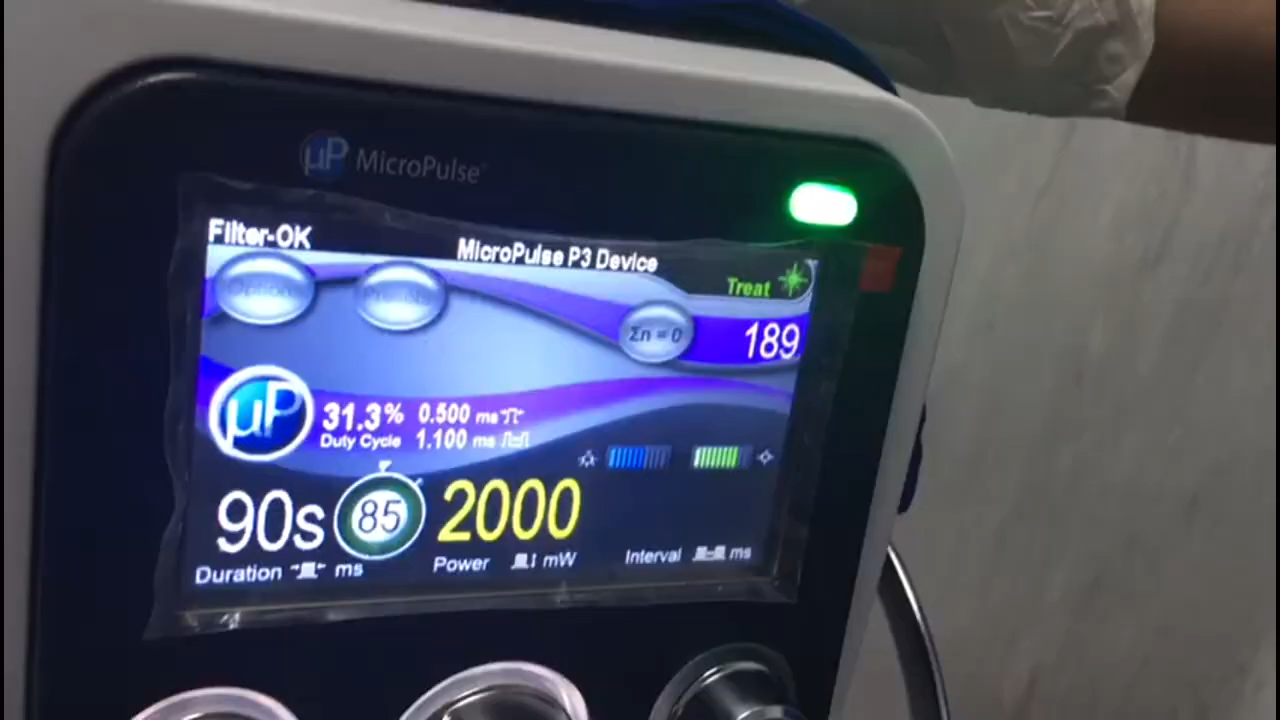 µP MicroPulse
Filter-OK
MicroPulse P3 Device
Treat
Σn = 0
189
µP
31.3% 0.500 ms
Duty Cycle 1.100 ms
90s 85 2000
Duration ms Power mW Interval ms